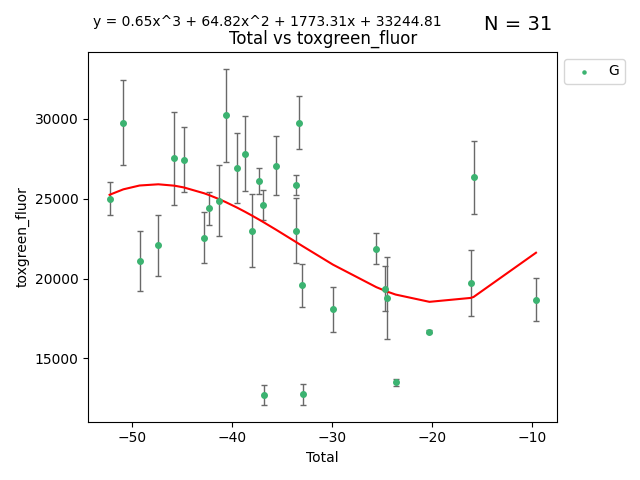 y = 0.65x^3 + 64.82x^2 + 1773.31x + 33244.81
N = 31
Total vs toxgreen_fluor
G
30000
25000
20000
15000
toxgreen_fluor
−50
−40
−30
−20
−10
Total